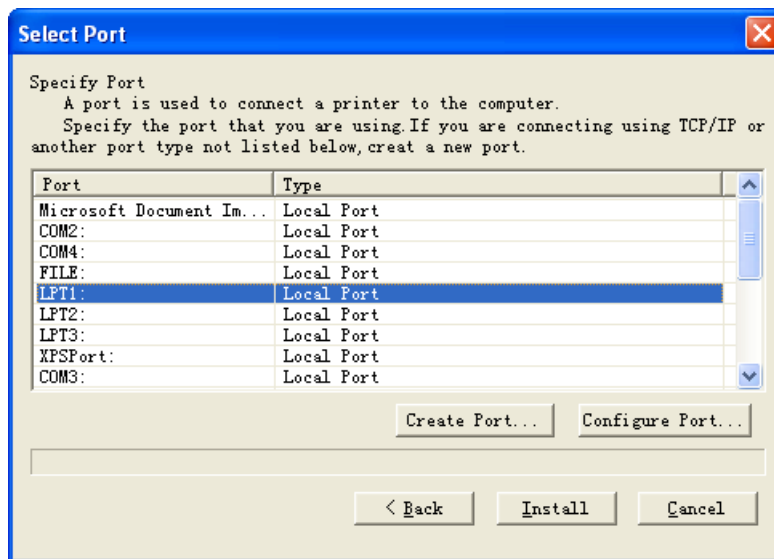 Select Port
Specify Port
A port is used to connect a printer to the computer.
Specify the port that you are using.If you are connecting using TCP/IP or
another port type not listed below, creat a new port.
Port Type
Microsoft Document Im... Local Port
COM2: Local Port
COM4: Local Port
FILE: Local Port
LPT1: Local Port
LPT2: Local Port
LPT3: Local Port
XPSPort: Local Port
COM3: Local Port
Create Port... Configure Port...
< Back Install Cancel